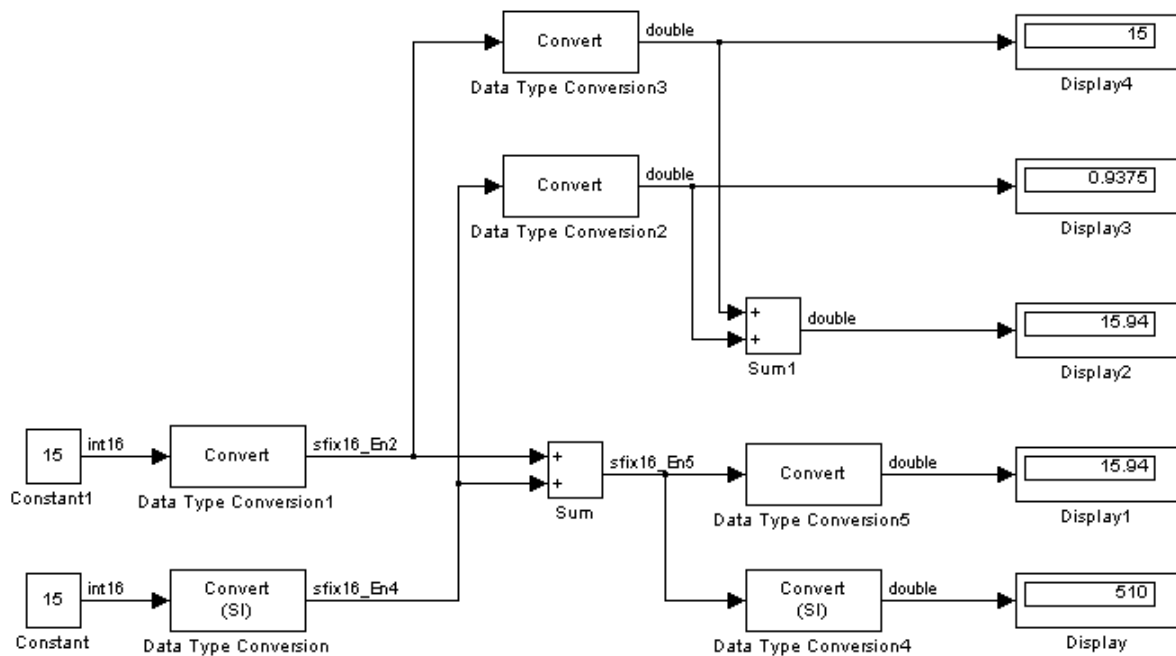 Convert
double
15
Data Type Conversion3
Display4
Convert
double
0.9375
Data Type Conversion2
Display3
+
+
double
15.94
Sum1
Display2
15
int16
Convert
sfix16_En2
+
+
sfix16_En5
Convert
double
15.94
Constant1
Data Type Conversion1
Sum
Data Type Conversion5
Display1
15
int16
Convert
(SI)
sfix16_En4
Convert
(SI)
double
510
Constant
Data Type Conversion
Data Type Conversion4
Display